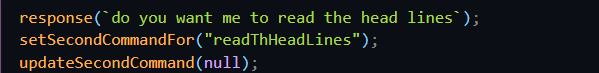 response(`do you want me to read the head lines`);
setSecondCommandFor("readThHeadLines");
updateSecondCommand(null);